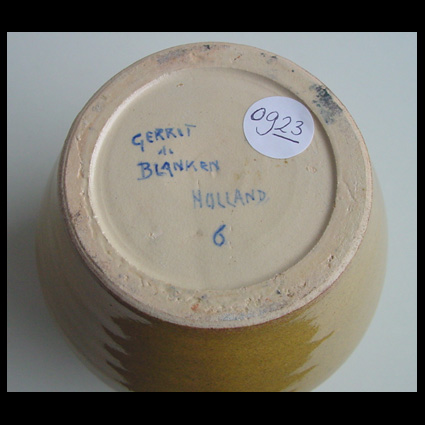 GERRIT
de
BLANKEN
HOLLAND
6
0923